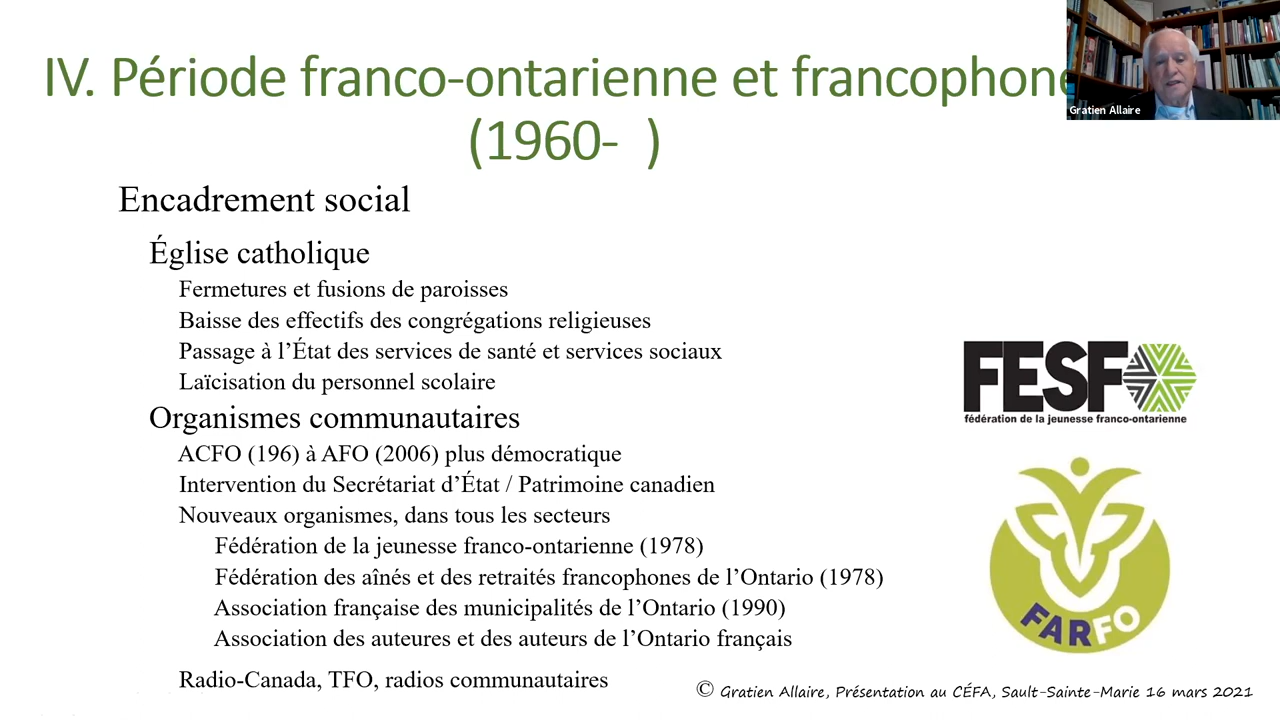 IV. Période franco-ontarienne et francophone
(1960- )
Gratien Allaire
Encadrement social
Église catholique
Fermetures et fusions de paroisses
Baisse des effectifs des congrégations religieuses
Passage à l’État des services de santé et services sociaux
Laïcisation du personnel scolaire
Organismes communautaires
ACFO (196) à AFO (2006) plus démocratique
Intervention du Secrétariat d’État / Patrimoine canadien
Nouveaux organismes, dans tous les secteurs
Fédération de la jeunesse franco-ontarienne (1978)
Fédération des aînés et des retraités francophones de l’Ontario (1978)
Association française des municipalités de l’Ontario (1990)
Association des auteures et des auteurs de l’Ontario français
Radio-Canada, TFO, radios communautaires
FESFO
fédération de la jeunesse franco-ontarienne
FARFO
© Gratien Allaire, Présentation au CÉFA, Sault-Sainte-Marie 16 mars 2021